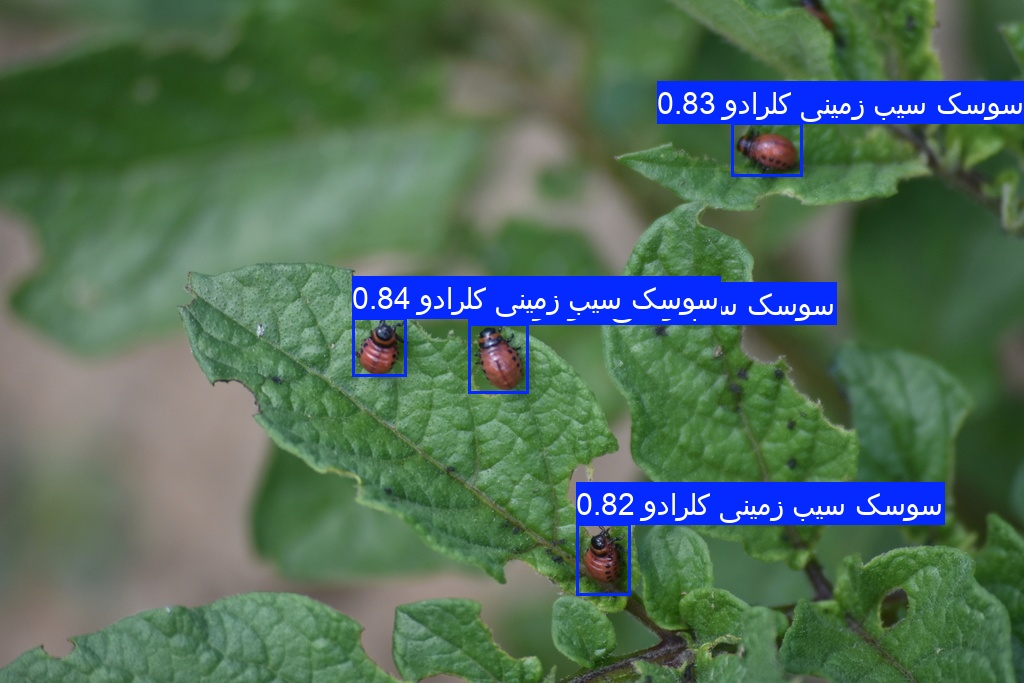 سوسک سیب زمینی کلرادو 0.83
سوسک سیب زمینی کلرادو 0.84
سوسک
سوسک سیب زمینی کلرادو 0.82